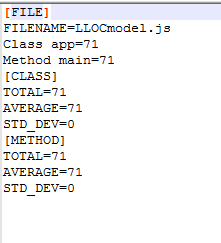 [FILE]
FILENAME=LLOCmodel.js
Class app=71
Method main=71
[CLASS]
TOTAL=71
AVERAGE=71
STD_DEV=0
[METHOD]
TOTAL=71
AVERAGE=71
STD_DEV=0